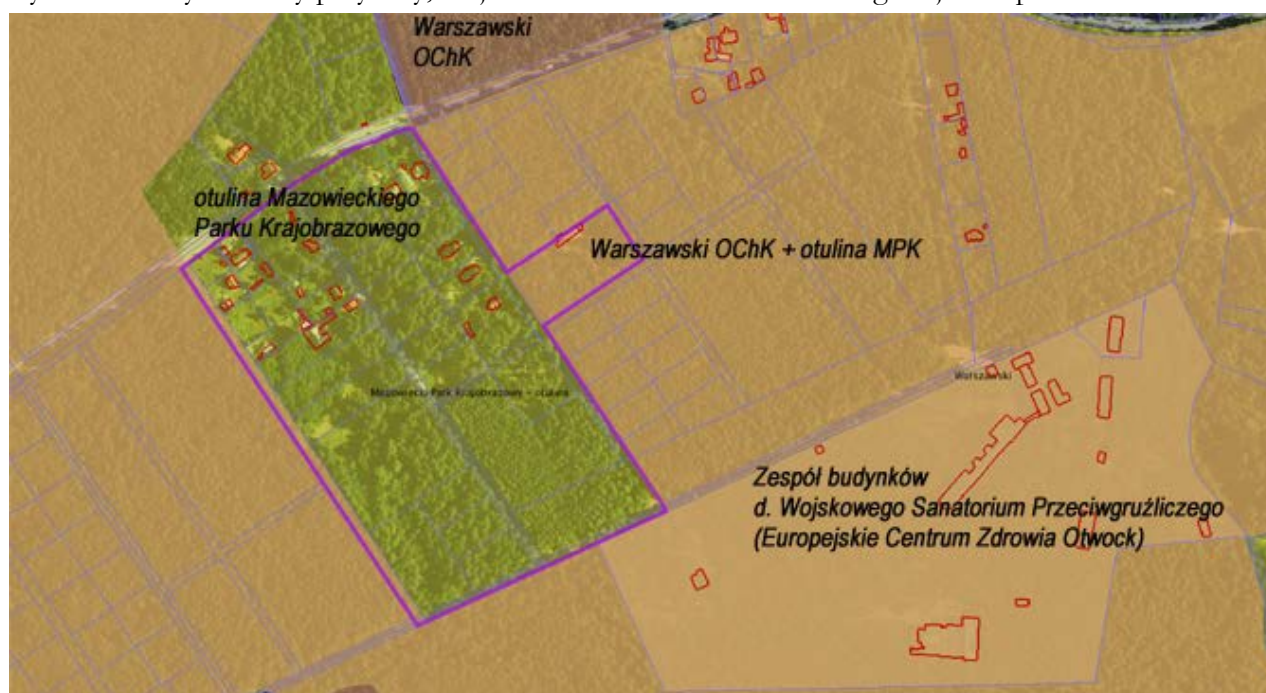 Warszawski
OChK
otulina Mazowieckiego
Parku Krajobrazowego
Warszawski OChK + otulina MPK
Warszawski
Mazowiecki Park Krajobrazowy - otulina
Zespół budynków
d. Wojskowego Sanatorium Przeciwgruźliczego
(Europejskie Centrum Zdrowia Otwock)